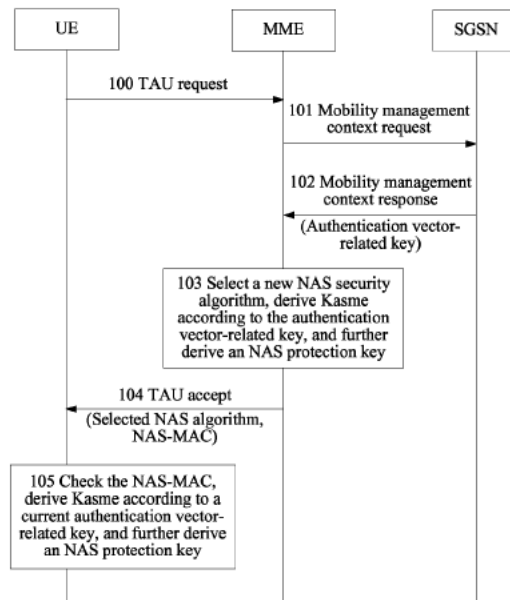 UE
MME
SGSN
100 TAU request
101 Mobility management
context request
102 Mobility management
context response
(Authentication vector-
related key)
103 Select a new NAS security
algorithm, derive Kasme
according to the authentication
vector-related key, and further
derive an NAS protection key
104 TAU accept
(Selected NAS algorithm,
NAS-MAC)
105 Check the NAS-MAC,
derive Kasme according to a
current authentication vector-
related key, and further derive
an NAS protection key